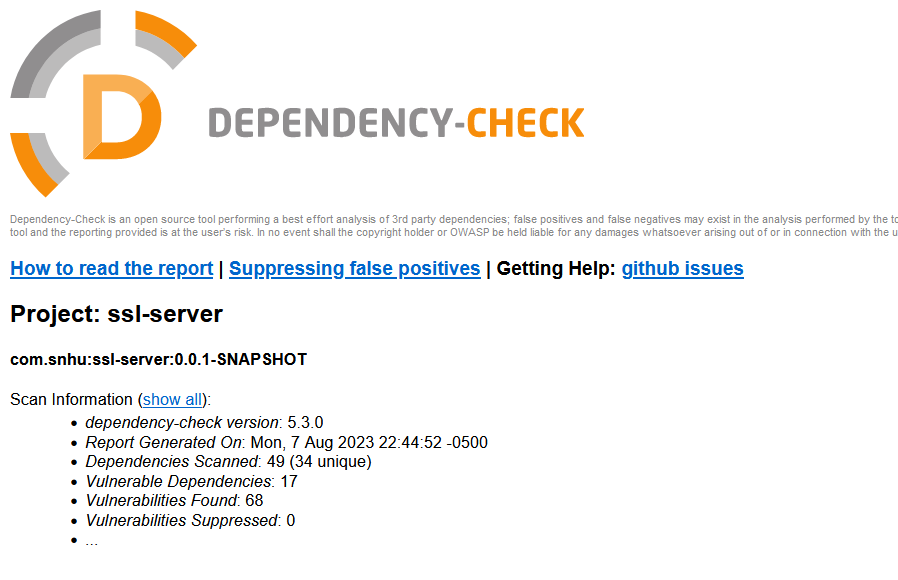 D
DEPENDENCY-CHECK
Dependency-Check is an open source tool performing a best effort analysis of 3rd party dependencies; false positives and false negatives may exist in the analysis performed by the
tool and the reporting provided is at the user's risk. In no event shall the copyright holder or OWASP be held liable for any damages whatsoever arising out of or in connection with the
How to read the report | Suppressing false positives | Getting Help: github issues
Project: ssl-server
com.snhu:ssl-server:0.0.1-SNAPSHOT
Scan Information (show all):
• dependency-check version: 5.3.0
• Report Generated On: Mon, 7 Aug 2023 22:44:52 -0500
• Dependencies Scanned: 49 (34 unique)
• Vulnerable Dependencies: 17
• Vulnerabilities Found: 68
• Vulnerabilities Suppressed: 0
• ...